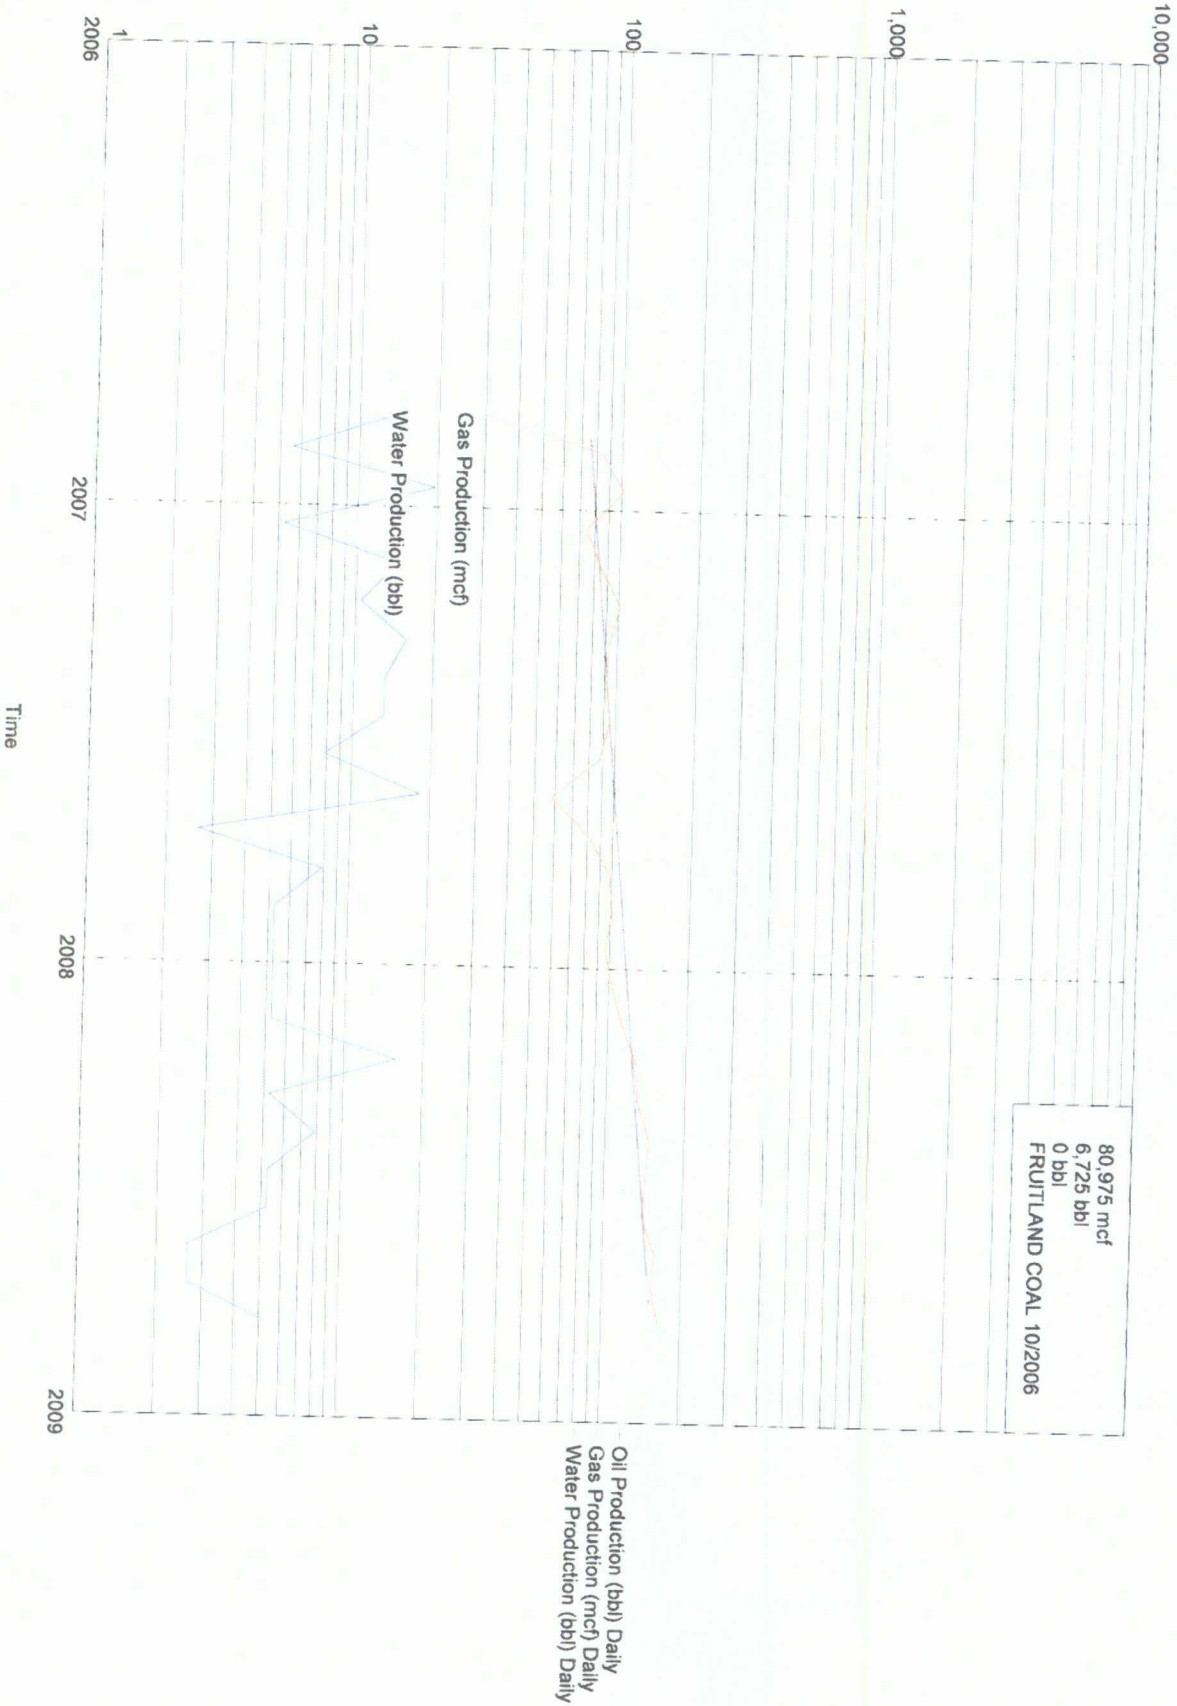 80,975 mcf
6,725 bbl
0 bbl
FRUITLAND COAL 10/2006
10,000
1,000
100
10
1
Gas Production (mcf)
Water Production (bbl)
2006
2007
2008
2009
Time
Oil Production (bbl) Daily
Gas Production (mcf) Daily
Water Production (bbl) Daily